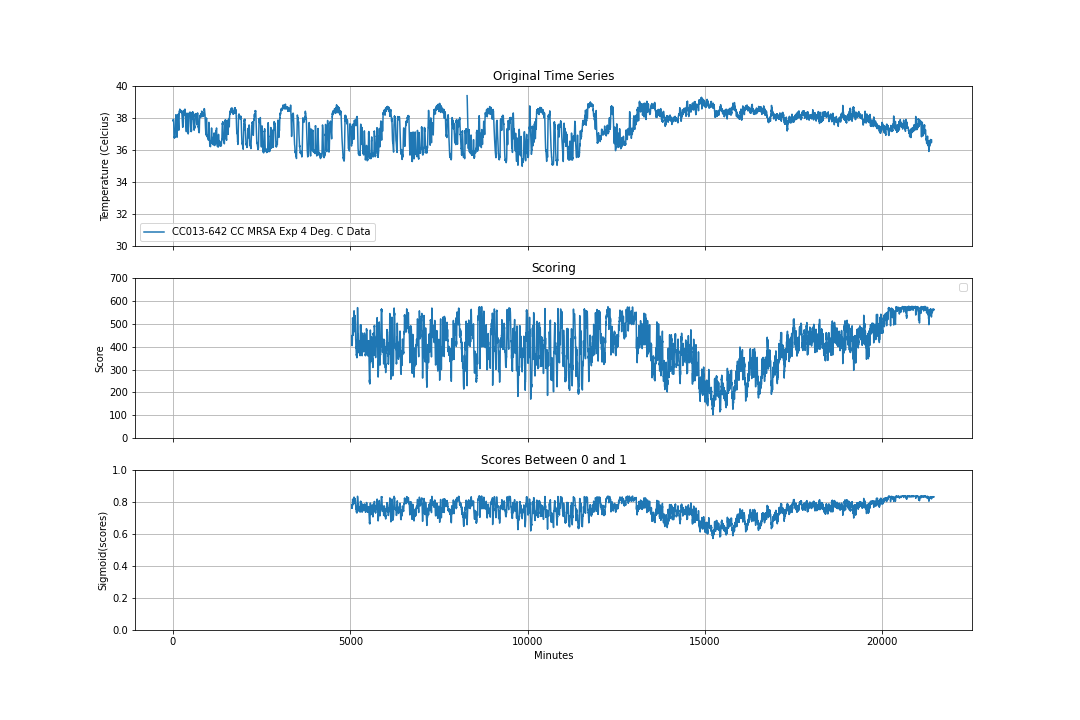 Original Time Series
40
38
36
34
32
30
Temperature (Celcius)
CC013-642 CC MRSA Exp 4 Deg. C Data
Scoring
700
600
500
400
300
200
100
0
Score
Scores Between 0 and 1
1.0
0.8
0.6
0.4
0.2
0.0
Sigmoid(scores)
0 5000 10000 15000 20000
Minutes